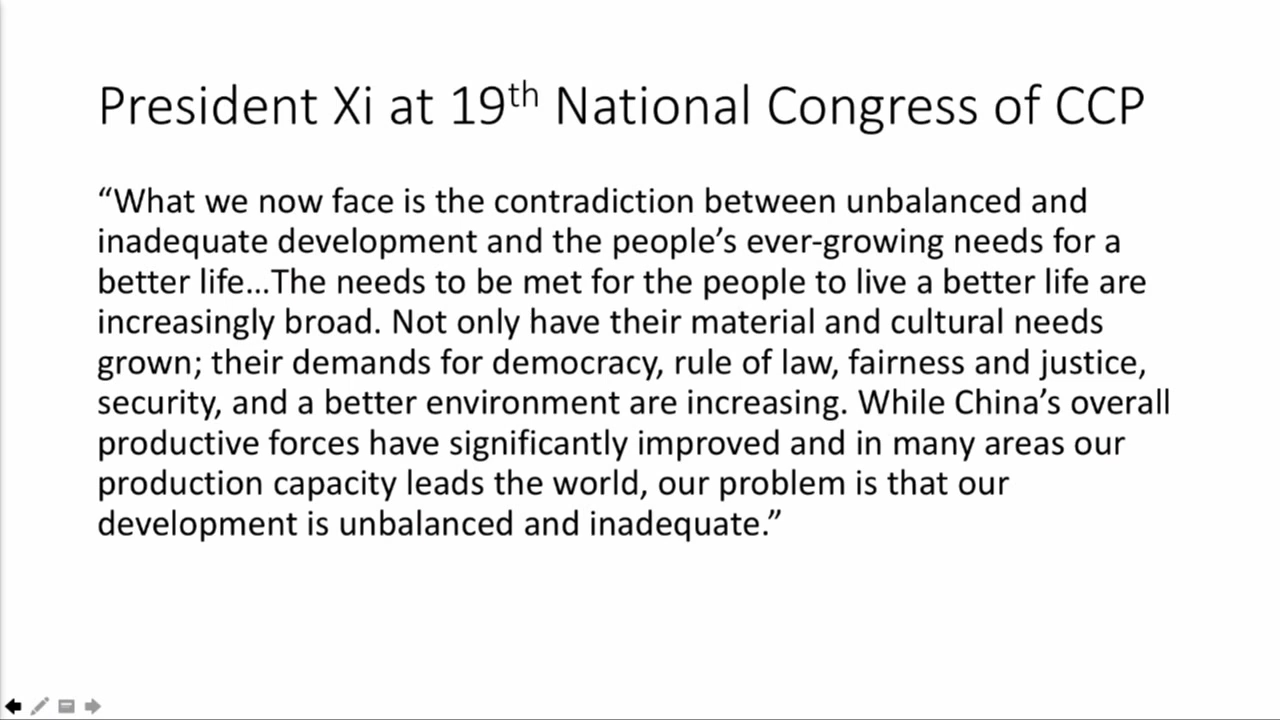 President Xi at 19th National Congress of CCP
“What we now face is the contradiction between unbalanced and
inadequate development and the people’s ever-growing needs for a
better life…The needs to be met for the people to live a better life are
increasingly broad. Not only have their material and cultural needs
grown; their demands for democracy, rule of law, fairness and justice,
security, and a better environment are increasing. While China’s overall
productive forces have significantly improved and in many areas our
production capacity leads the world, our problem is that our
development is unbalanced and inadequate.”